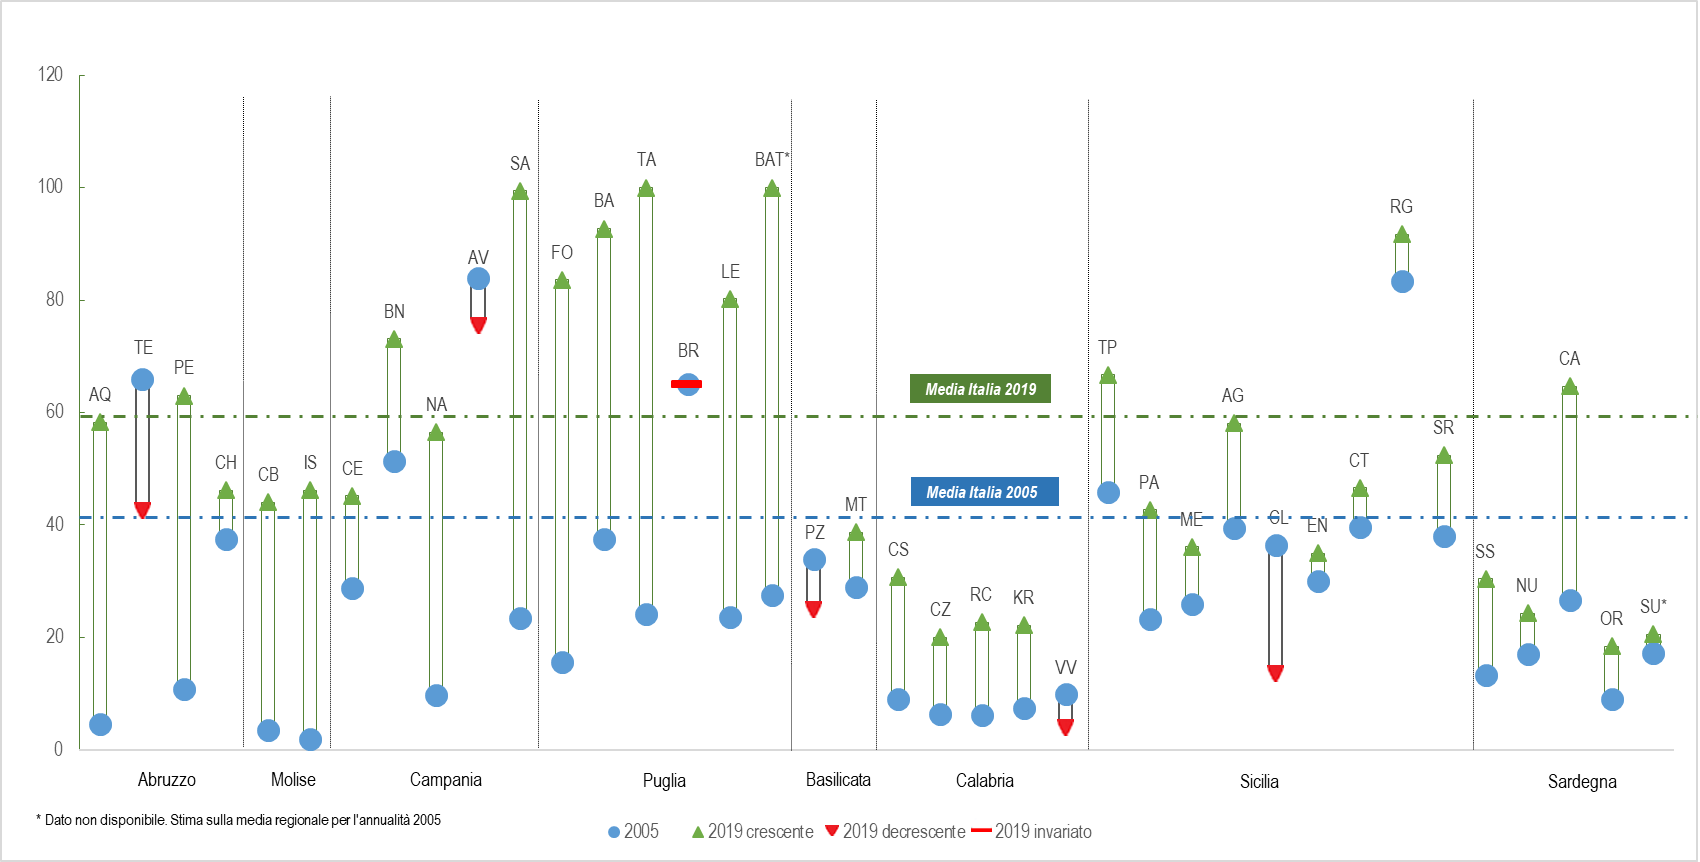 120
100
80
60
40
20
0
AQ
TE
PE
CH
CB
IS
CE
BN
NA
AV
SA
FO
BA
TA
BR
LE
BAT*
PZ
MT
CS
CZ
RC
KR
VV
TP
PA
ME
AG
CL
EN
CT
RG
SR
SS
NU
CA
OR
SU*
Media Italia 2019
Media Italia 2005
Abruzzo
Molise
Campania
Puglia
Basilicata
Calabria
Sicilia
Sardegna
* Dato non disponibile. Stima sulla media regionale per l'annualità 2005
2005
2019 crescente
2019 decrescente
2019 invariato